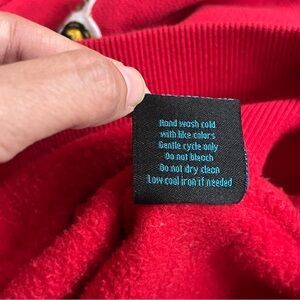 Hand wash cold
with like colors
Gentle cycle only
Do not bleach
Do not dry clean
Low coal iron if needed